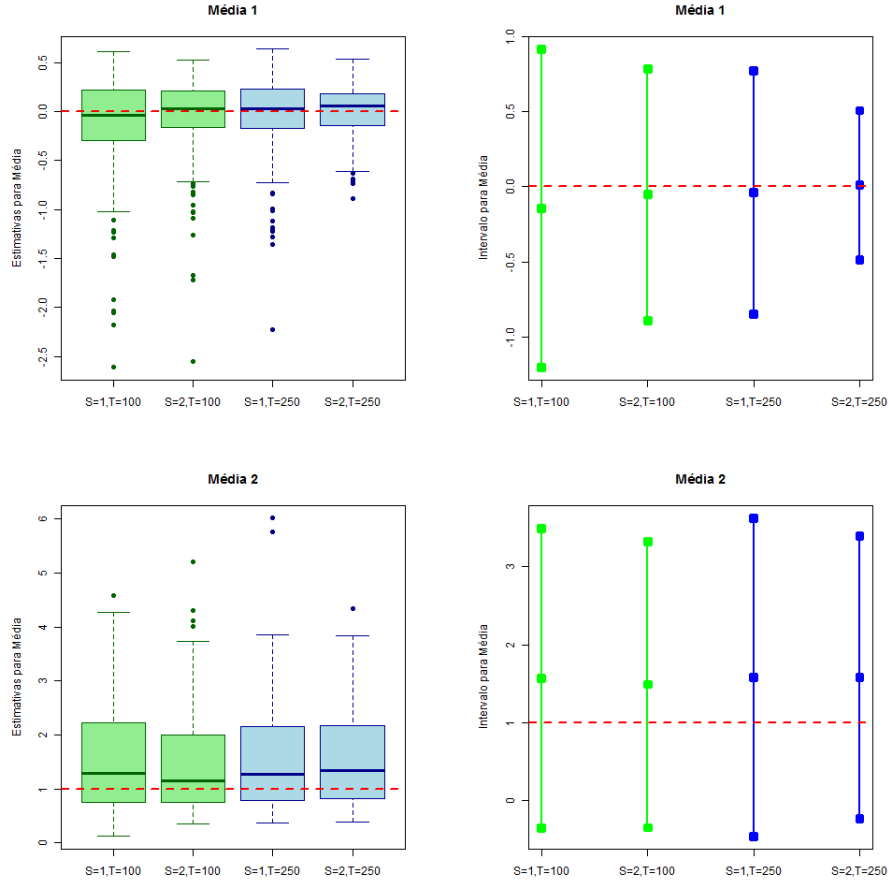 Média 1
Estimativas para Média
0.5
0.0
-0.5
-1.0
-1.5
-2.0
-2.5
S=1,T=100
S=2,T=100
S=1,T=250
S=2,T=250
Média 1
Intervalo para Média
1.0
0.5
0.0
-0.5
-1.0
S=1,T=100
S=2,T=100
S=1,T=250
S=2,T=250
Média 2
Estimativas para Média
6
5
4
3
2
1
0
S=1,T=100
S=2,T=100
S=1,T=250
S=2,T=250
Média 2
Intervalo para Média
3
2
1
0
S=1,T=100
S=2,T=100
S=1,T=250
S=2,T=250